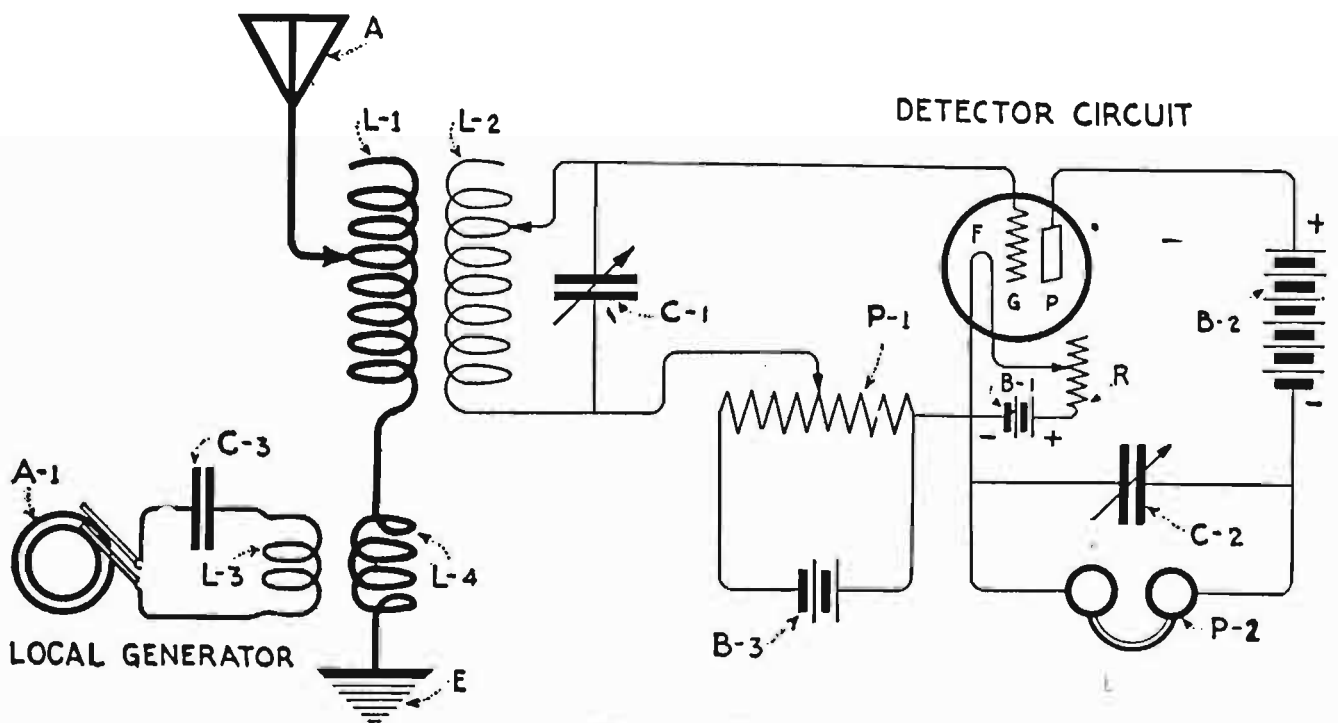 A
L-1
L-2
DETECTOR CIRCUIT
F
G
P
+
-
B-2
C-1
P-1
B-1
R
-
+
-
C-3
A-1
C-2
L-3
L-4
B-3
P-2
LOCAL GENERATOR
E